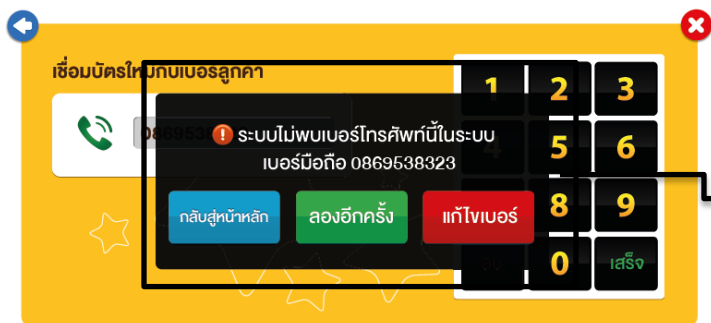 เชื่อมบัตรใหม่กับเบอร์ลูกค้า
ระบบไม่พบเบอร์โทรศัพท์นี้ในระบบ
เบอร์มือถือ 0869538323
กลับสู่หน้าหลัก ลองอีกครั้ง แก้ไขเบอร์
1 2 3
4 5 6
8 9
0 เสร็จ